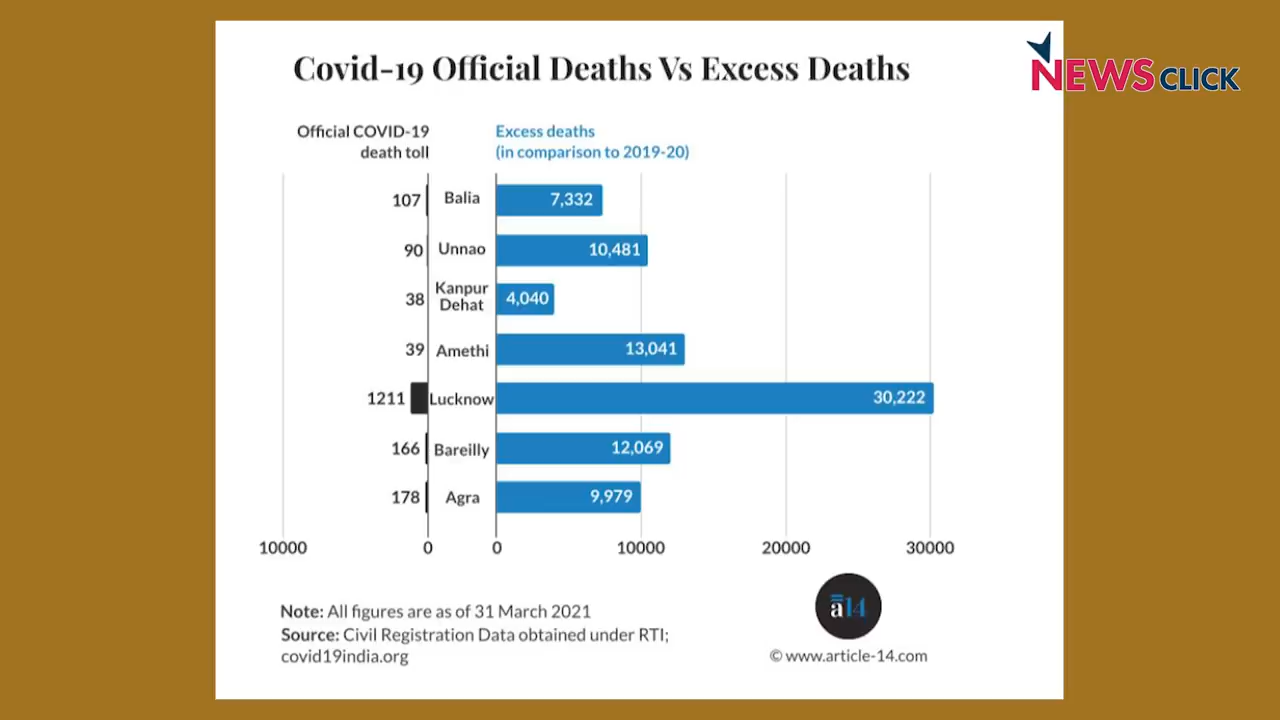 Covid-19 Official Deaths Vs Excess Deaths
NEWSCLICK
Official COVID-19
death toll
Excess deaths
(in comparison to 2019-20)
107 Balia 7,332
90 Unnao 10,481
38 Kanpur Dehat 4,040
39 Amethi 13,041
1211 Lucknow 30,222
166 Bareilly 12,069
178 Agra 9,979
10000 0 0 10000 20000 30000
Note: All figures are as of 31 March 2021
Source: Civil Registration Data obtained under RTI;
covid19india.org
ā14
© www.article-14.com